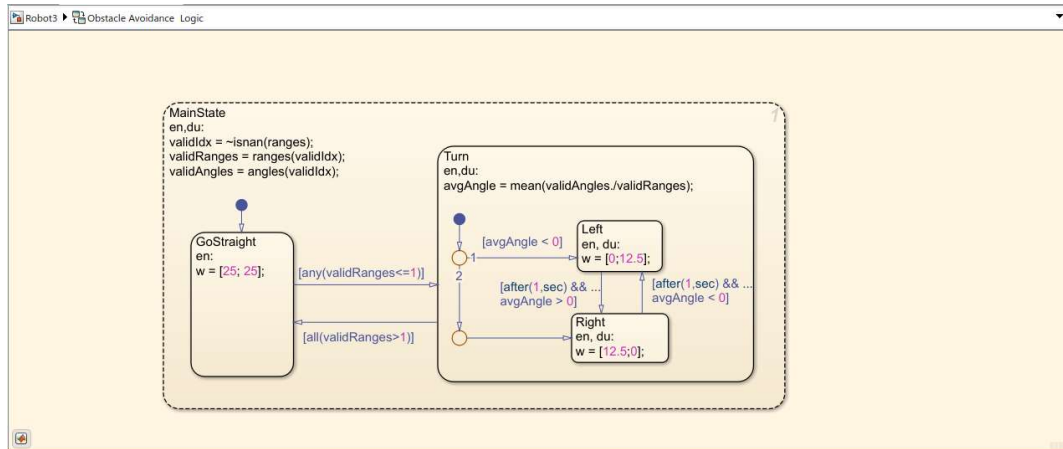 Robot3 Obstacle Avoidance Logic
MainState
1
en,du:
validIdx = ~isnan(ranges);
validRanges = ranges(validIdx);
validAngles = angles(validIdx);
Turn
en,du:
avgAngle = mean(validAngles./validRanges);
GoStraight
en:
w = [25; 25];
[any(validRanges<=1)]
[all(validRanges>1)]
1
[avgAngle < 0]
2
Left
en, du:
w = [0;12.5];
[after(1,sec) && ...
avgAngle > 0]
[after(1,sec) && ...
avgAngle < 0]
Right
en, du:
w = [12.5;0];